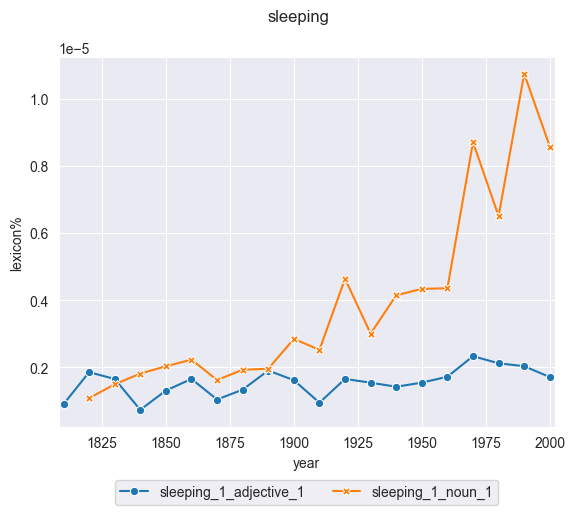 sleeping
1e−5
1.0
0.8
0.6
0.4
0.2
lexicon%
1825 1850 1875 1900 1925 1950 1975 2000
year
sleeping_1_adjective_1 sleeping_1_noun_1